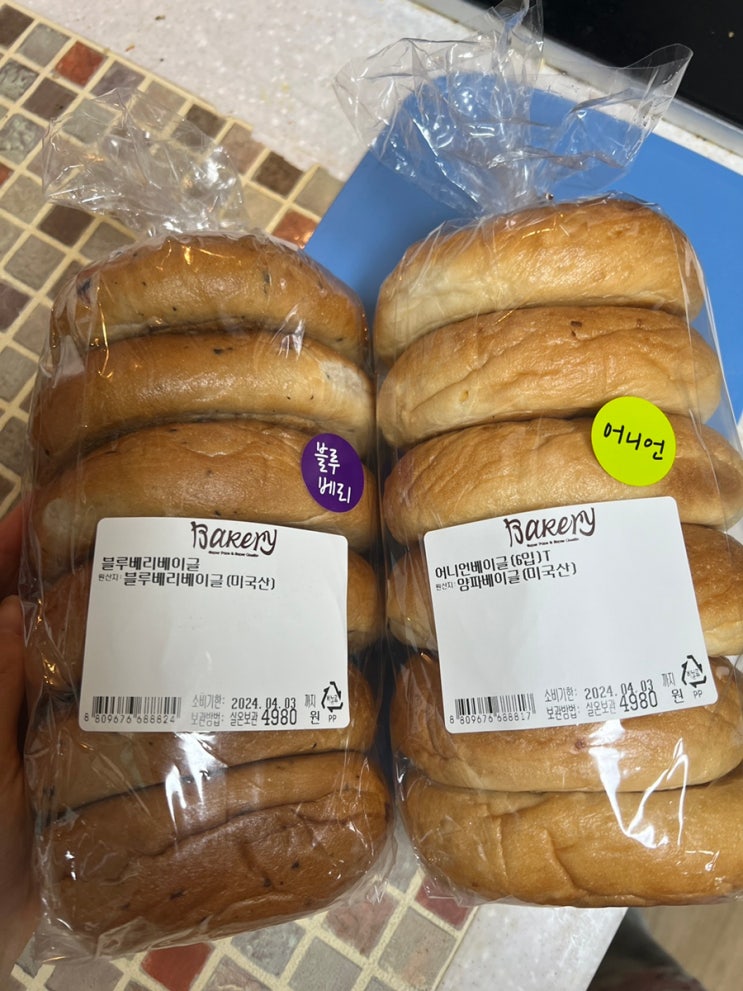 블루
베리
Bakery
블루베리베이글
원산지: 블루베리베이글(미국산)
8 809676 688824
소비기한: 2024.04.03 까지
보관방법: 실온보관 4980 원
PP
어니언
Bakery
어니언베이글(6입)T
원산지: 양파베이글(미국산)
8 809676 688817
소비기한: 2024.04.03 까지
보관방법: 실온보관 4980 원
PP